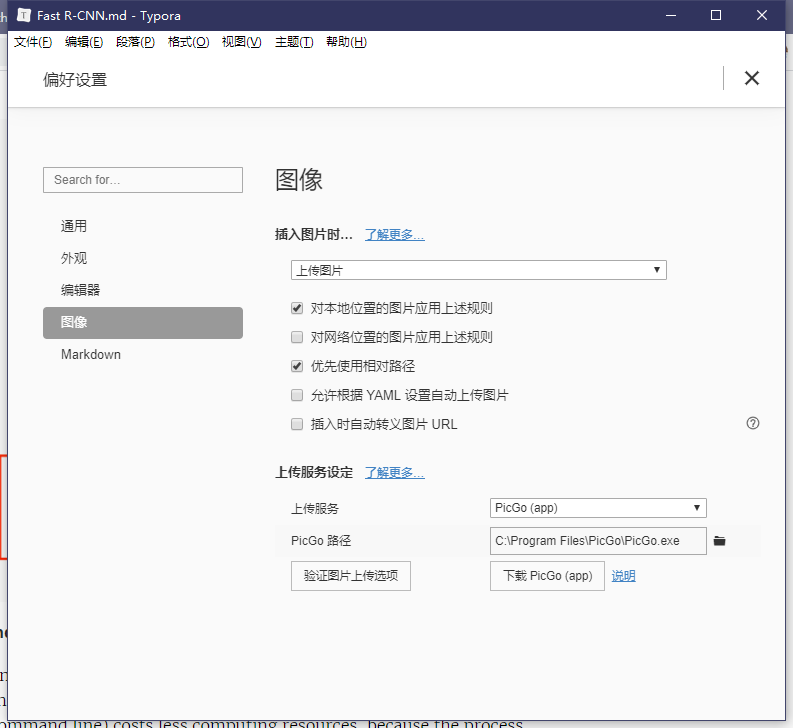 Fast R-CNN.md - Typora
文件(F) 编辑(E) 段落(P) 格式(O) 视图(V) 主题(T) 帮助(H)
偏好设置
Search for...
通用
外观
编辑器
图像
Markdown
图像
插入图片时... 了解更多...
上传图片
对本地位置的图片应用上述规则
对网络位置的图片应用上述规则
优先使用相对路径
允许根据 YAML 设置自动上传图片
插入时自动转义图片 URL
上传服务设定 了解更多...
上传服务 PicGo (app)
PicGo 路径 C:\Program Files\PicGo\PicGo.exe
验证图片上传选项 下载 PicGo (app) 说明
command line) costs less computing resources, because the process